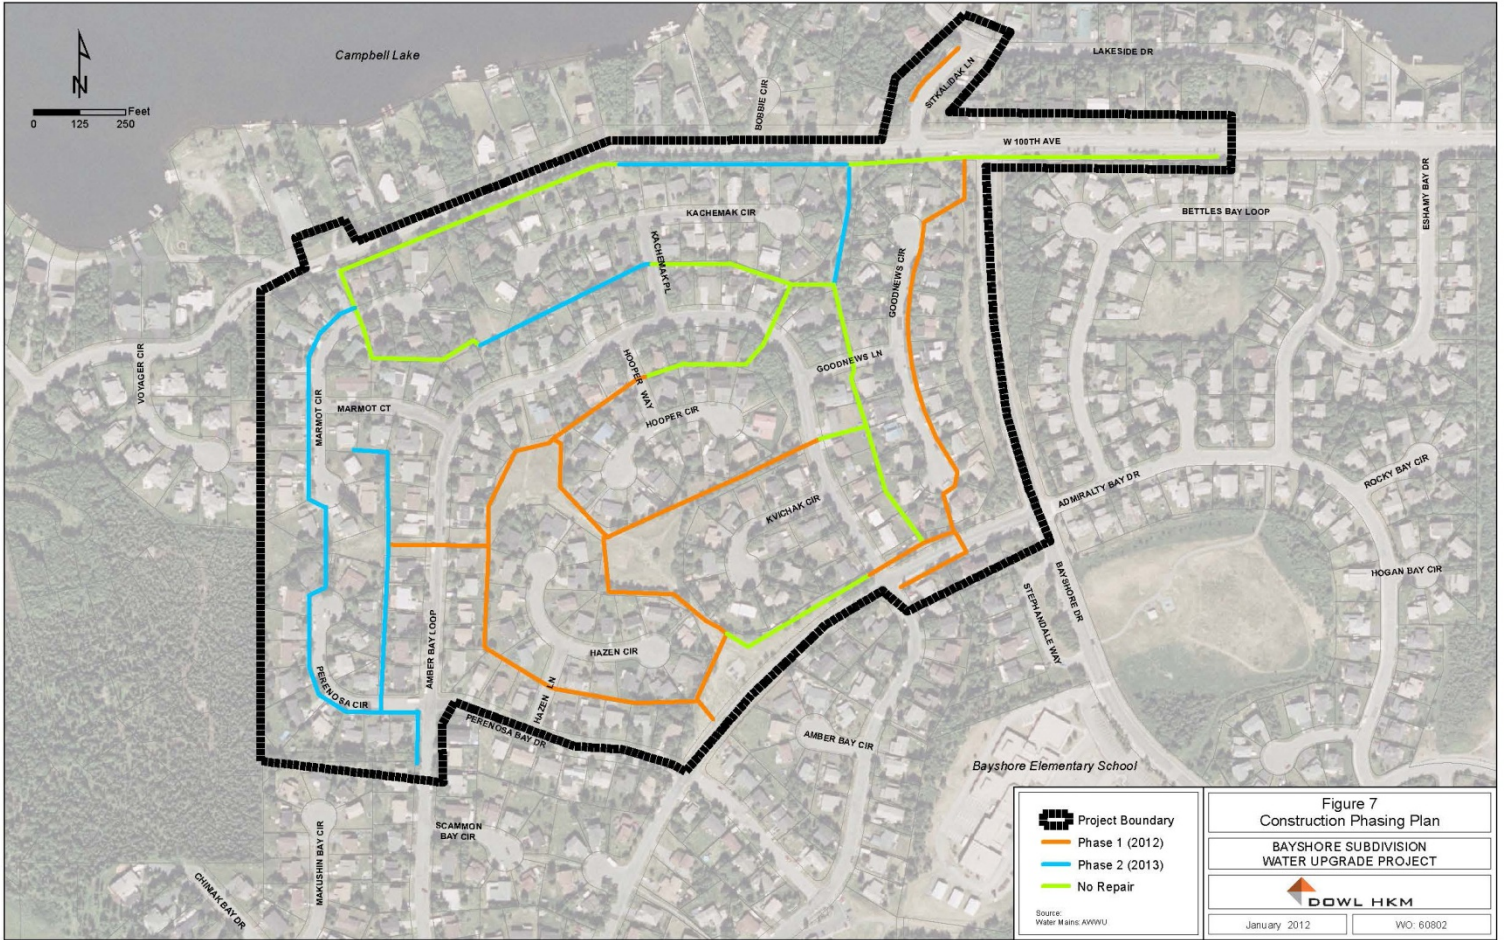 Campbell Lake
N
Feet
0 125 250
LAKESIDE DR
SITKALIDAK LN
BOBBIE CIR
W 100TH AVE
ESHAMY BAY DR
BETTLES BAY LOOP
KACHEMAK CIR
KACHEMAK PL
GOODNEWS CIR
VOYAGER CIR
GOODNEWS LN
HOOPER WAY
MARMOT CIR
MARMOT CT
HOOPER CIR
ROCKY BAY CIR
ADMIRALTY BAY DR
KVICHAK CIR
HOGAN BAY CIR
BAYSHORE DR
STEPHANDALE WAY
AMBER BAY LOOP
HAZEN CIR
PERENOSA CIR
HAZEN LN
PERENOSA BAY DR
AMBER BAY CIR
Bayshore Elementary School
SCAMMON
BAY CIR
MAKUSHIN BAY CIR
CHINIAK BAY DR
Project Boundary
Phase 1 (2012)
Phase 2 (2013)
No Repair
Source:
Water Mains: AWWU
Figure 7
Construction Phasing Plan
BAYSHORE SUBDIVISION
WATER UPGRADE PROJECT
DOWL HKM
January 2012
WO: 60802